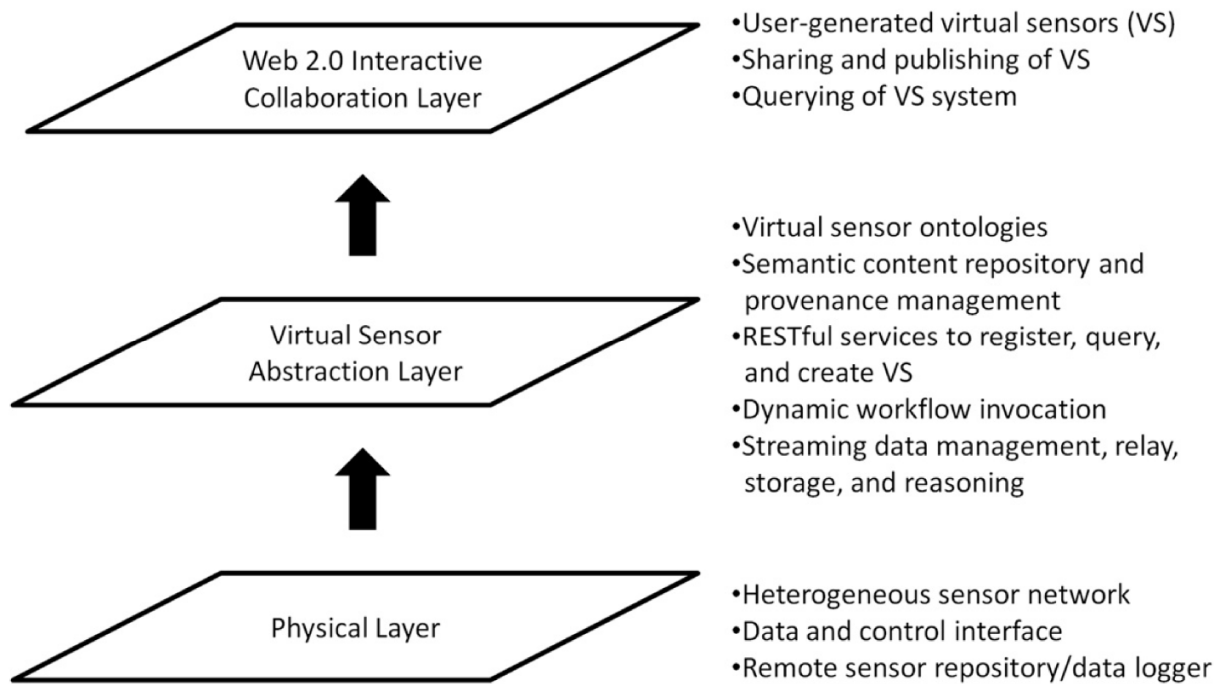 Web 2.0 Interactive
Collaboration Layer
•User-generated virtual sensors (VS)
•Sharing and publishing of VS
•Querying of VS system
Virtual Sensor
Abstraction Layer
•Virtual sensor ontologies
•Semantic content repository and
provenance management
•RESTful services to register, query,
and create VS
•Dynamic workflow invocation
•Streaming data management, relay,
storage, and reasoning
Physical Layer
•Heterogeneous sensor network
•Data and control interface
•Remote sensor repository/data logger